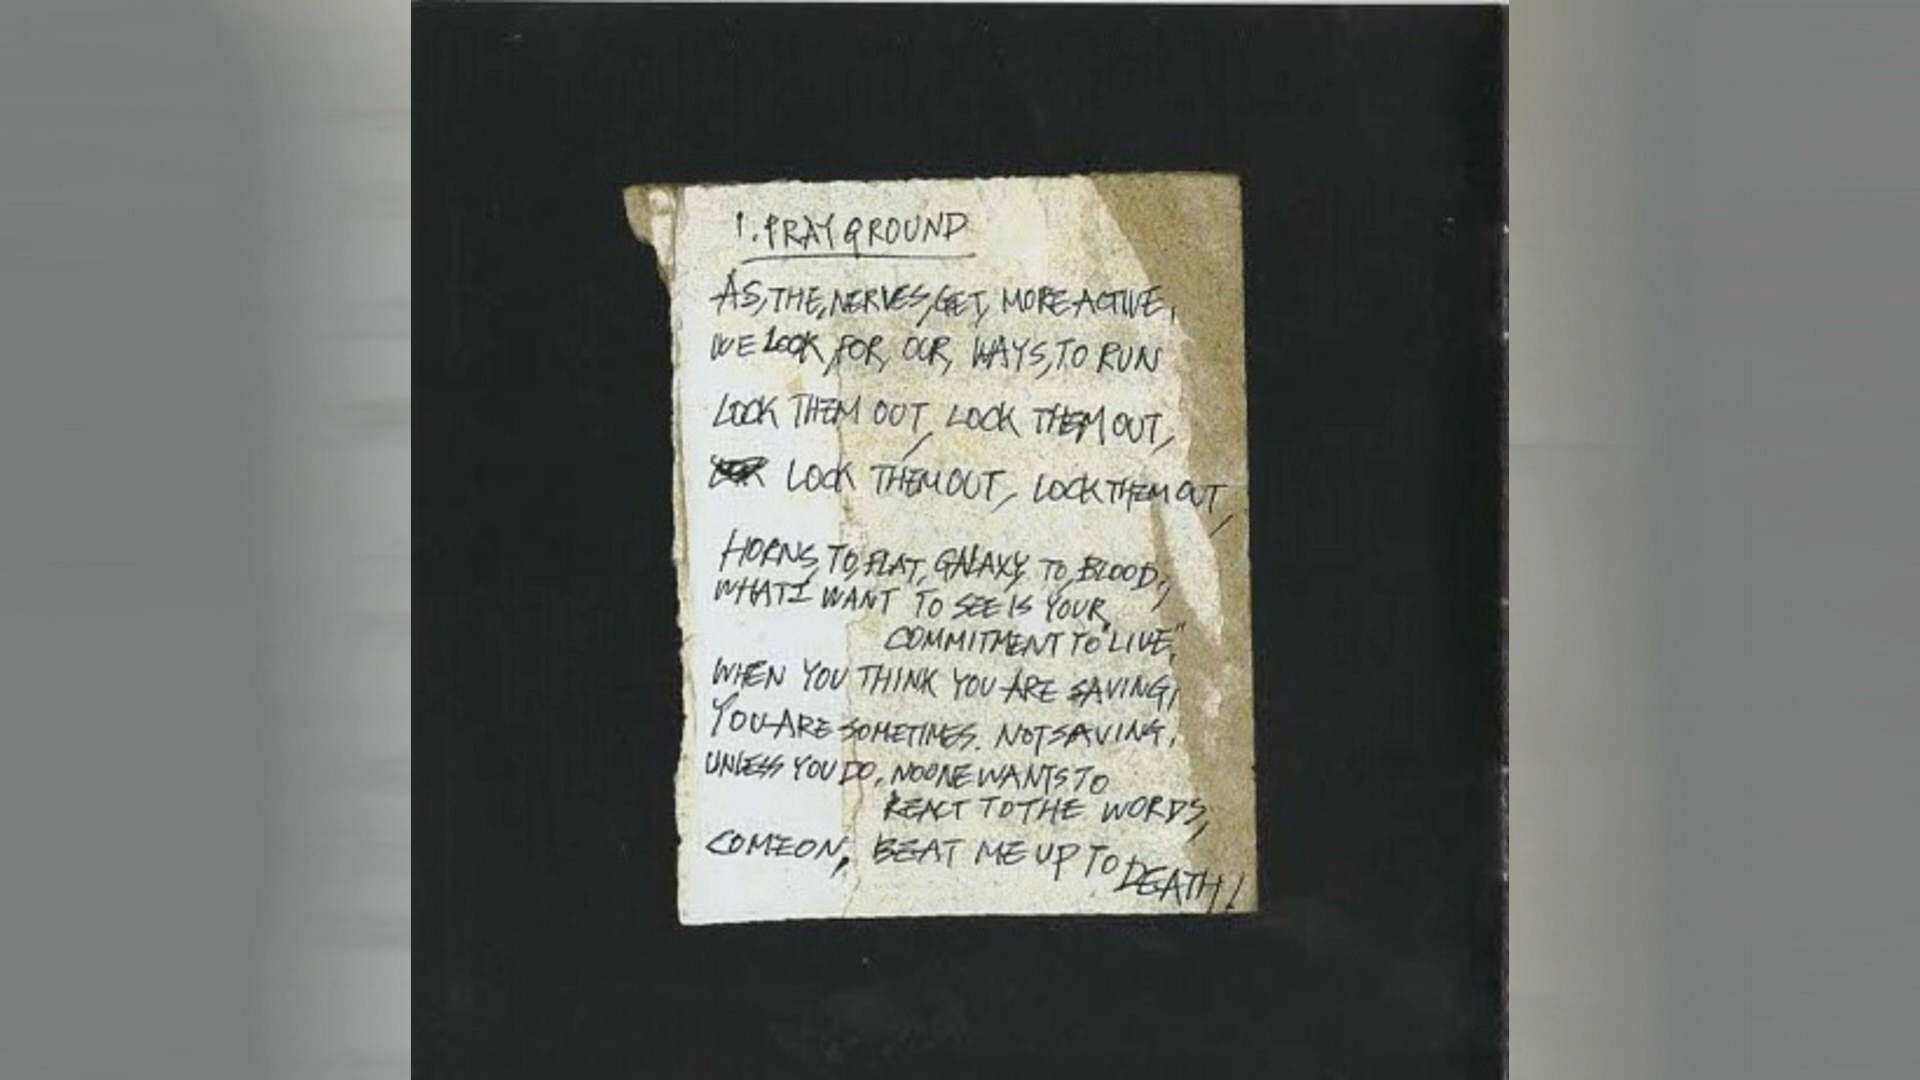 1. PRAYGROUND
AS, THE, NERVES, GET, MORE ACTIVE,
WE LOOK, FOR, OUR, WAYS, TO RUN
LOCK THEM OUT, LOCK THEM OUT,
LOCK THEM OUT, LOCK THEM OUT,
HORNS, TO, FLAT, GALAXY, TO, BLOOD,
WHAT I WANT TO SEE IS YOUR
COMMITMENT TO "LIVE",
WHEN YOU THINK YOU ARE SAVING,
YOU ARE SOMETIMES. NOT SAVING,
UNLESS YOU DO, NO ONE WANTS TO
REACT TO THE WORDS,
COME ON, BEAT ME UP TO DEATH!